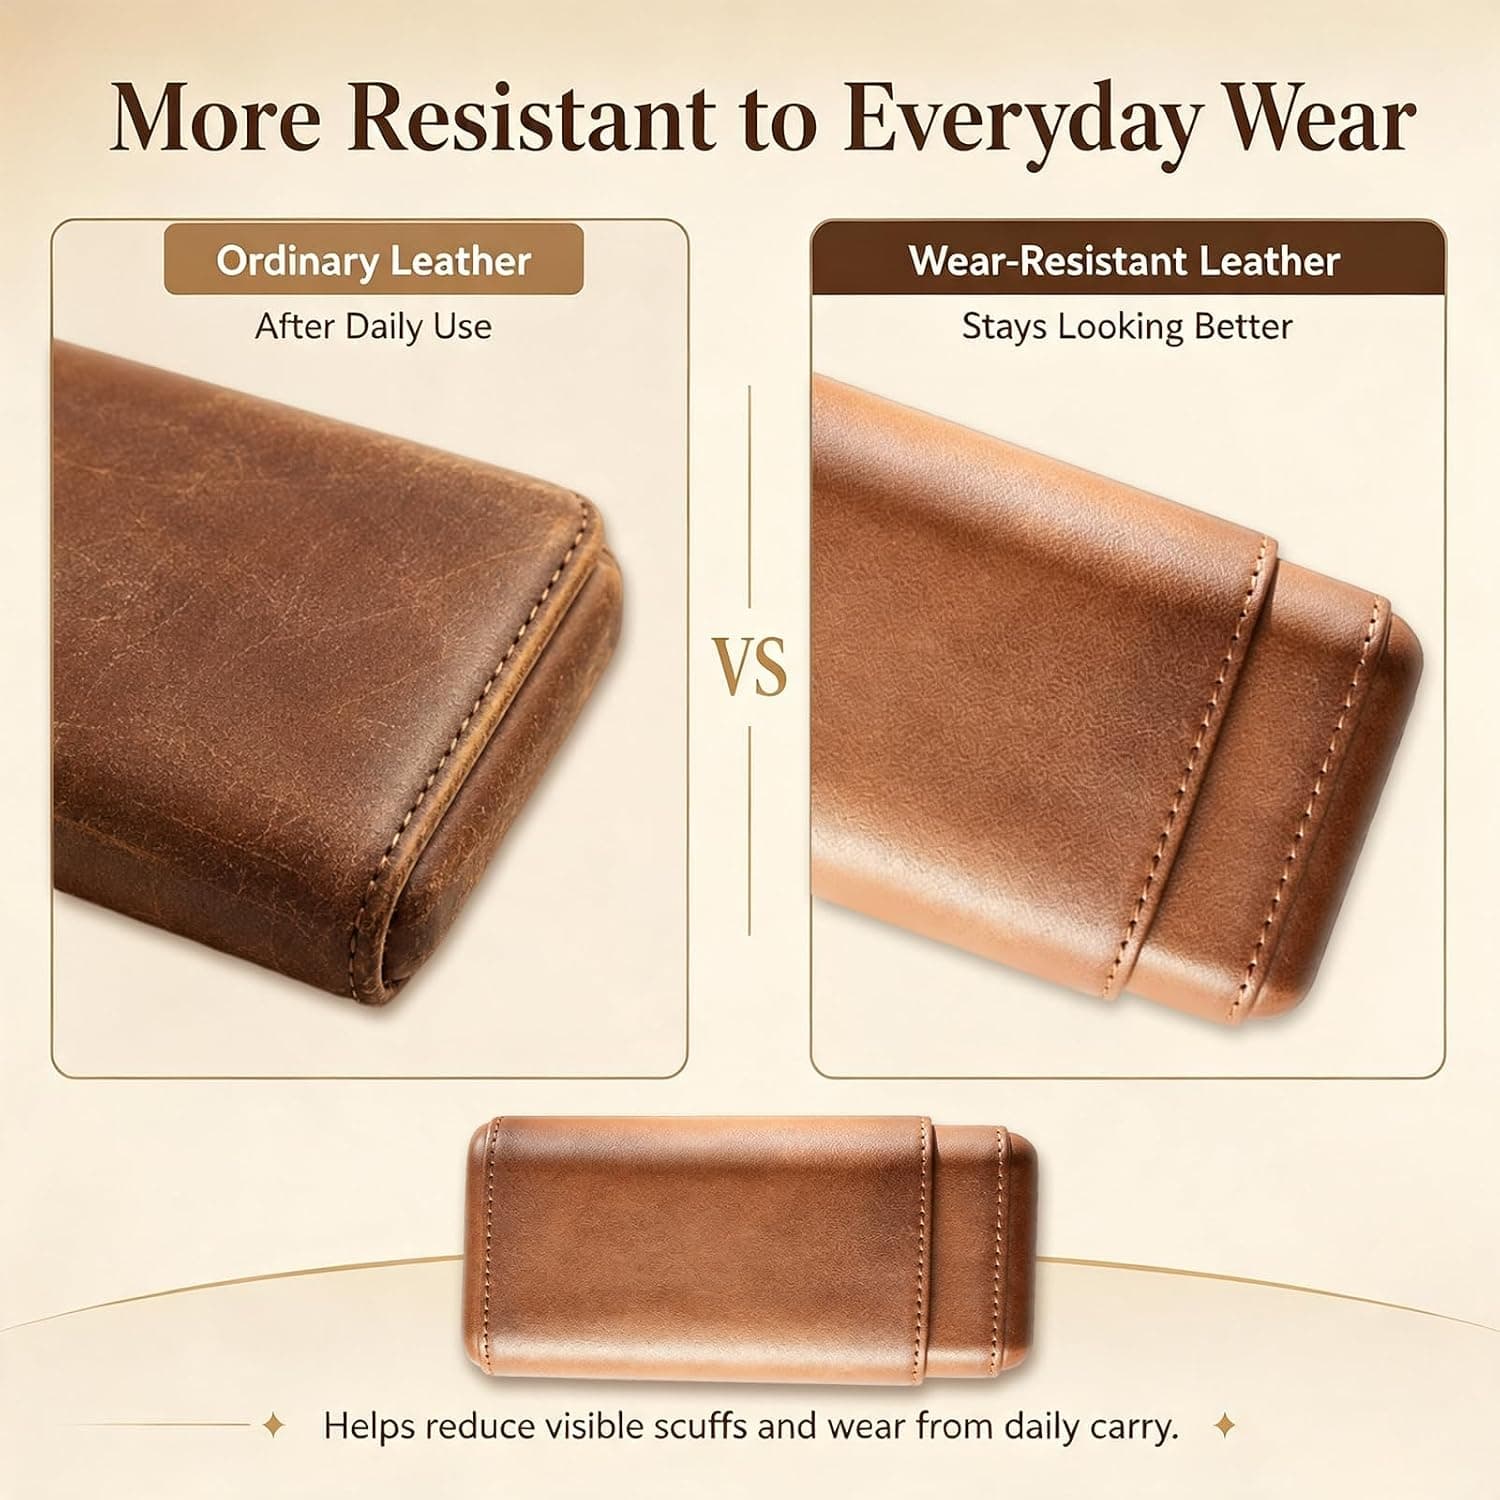 More Resistant to Everyday Wear
Ordinary Leather
After Daily Use
VS
Wear-Resistant Leather
Stays Looking Better
Helps reduce visible scuffs and wear from daily carry.